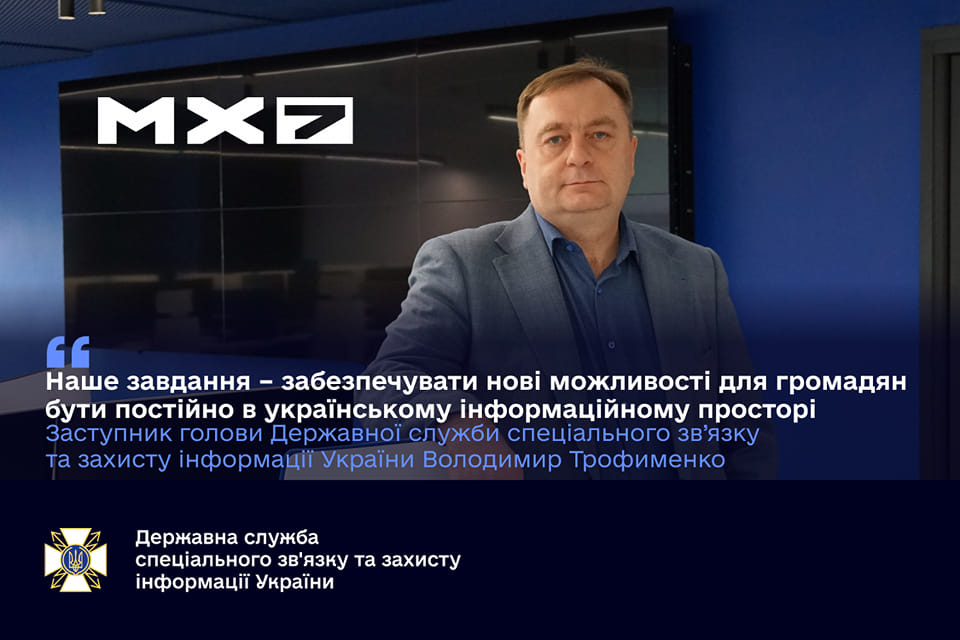 MX7
Наше завдання – забезпечувати нові можливості для громадян
бути постійно в українському інформаційному просторі
Заступник голови Державної служби спеціального зв’язку
та захисту інформації України Володимир Трофименко
Державна служба
спеціального зв'язку та захисту
інформації України